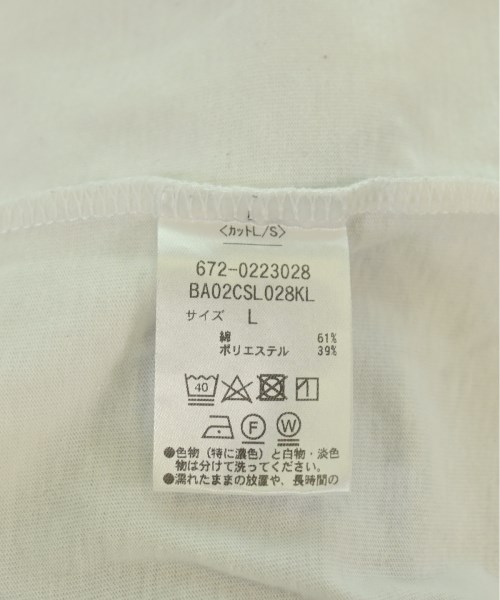 <カットL/S>
672-0223028
BA02CSL028KL
サイズ L
綿 61%
ポリエステル 39%
40
F W
●色物(特に濃色)と白物・淡色
物は分けて洗ってください。
●濡れたままの放置や、長時間の